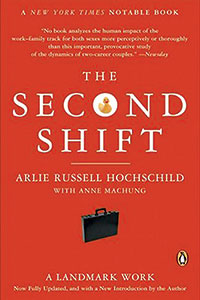 A NEW YORK TIMES NOTABLE BOOK
"No book analyzes the human impact of the
work–family track for both sexes more perceptively or thoroughly
than this important, provocative study
of the dynamics of two-career couples." —Newsday
THE
SECOND
SHIFT
ARLIE RUSSELL HOCHSCHILD
WITH ANNE MACHUNG
A LANDMARK WORK
Now Fully Updated, and with a New Introduction by the Author